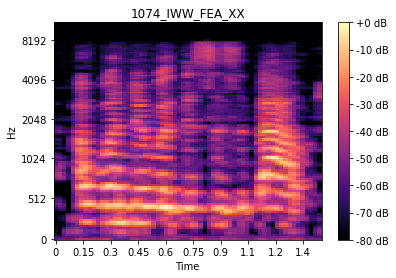 1074_IWW_FEA_XX
+0 dB
8192
-10 dB
4096
-20 dB
-30 dB
2048
Hz
-40 dB
1024
-50 dB
-60 dB
512
-70 dB
0
-80 dB
0 0.15 0.3 0.45 0.6 0.75 0.9 1.1 1.2 1.4
Time